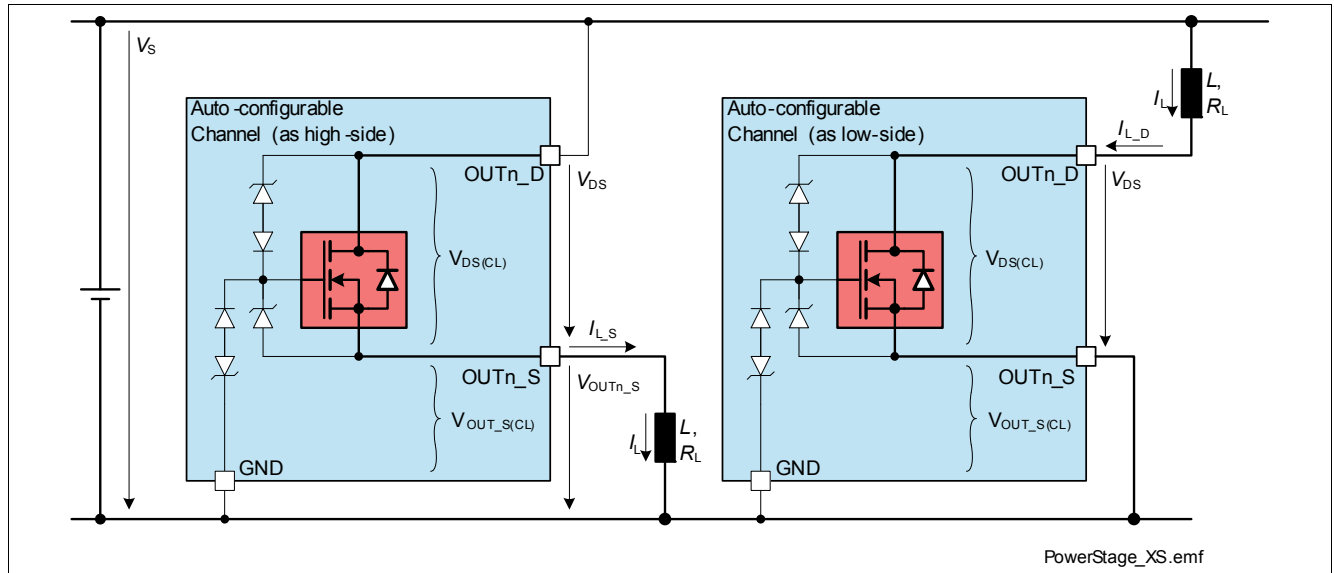 VS
Auto-configurable
Channel (as high-side)
OUTn_D
VDS
VDS(CL)
IL_S
OUTn_S
VOUTn_S
VOUT_S(CL)
L,
RL
IL
GND
Auto-configurable
Channel (as low-side)
L,
RL
IL
IL_D
OUTn_D
VDS
VDS(CL)
OUTn_S
VOUT_S(CL)
GND
PowerStage_XS.emf